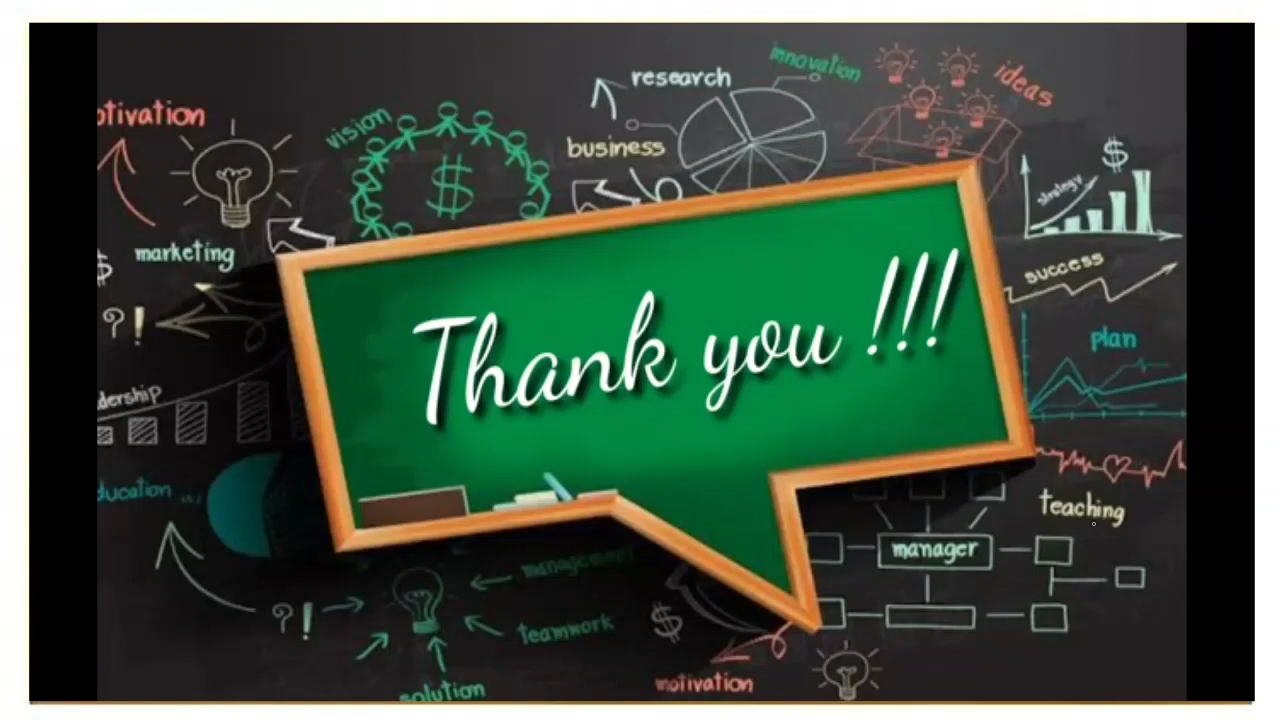 innovation
ideas
research
otivation
vision
business
$
$
strategy
marketing
$
success
?!
Thank you !!!
plan
dership
ducation ...
teaching
manager
management
?!
teamwork
$
motivation
solution